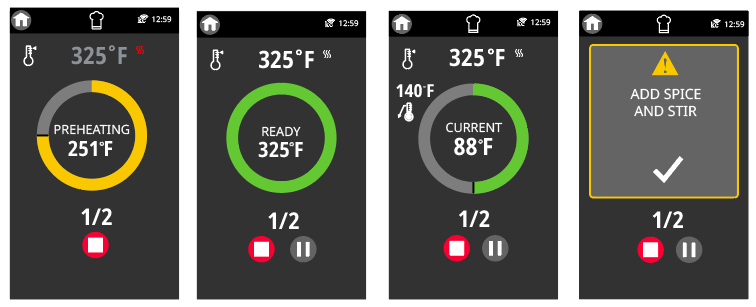 12:59
325°F
PREHEATING
251°F
1/2
12:59
325°F
READY
325°F
1/2
12:59
325°F
140°F
CURRENT
88°F
1/2
12:59
ADD SPICE
AND STIR
1/2